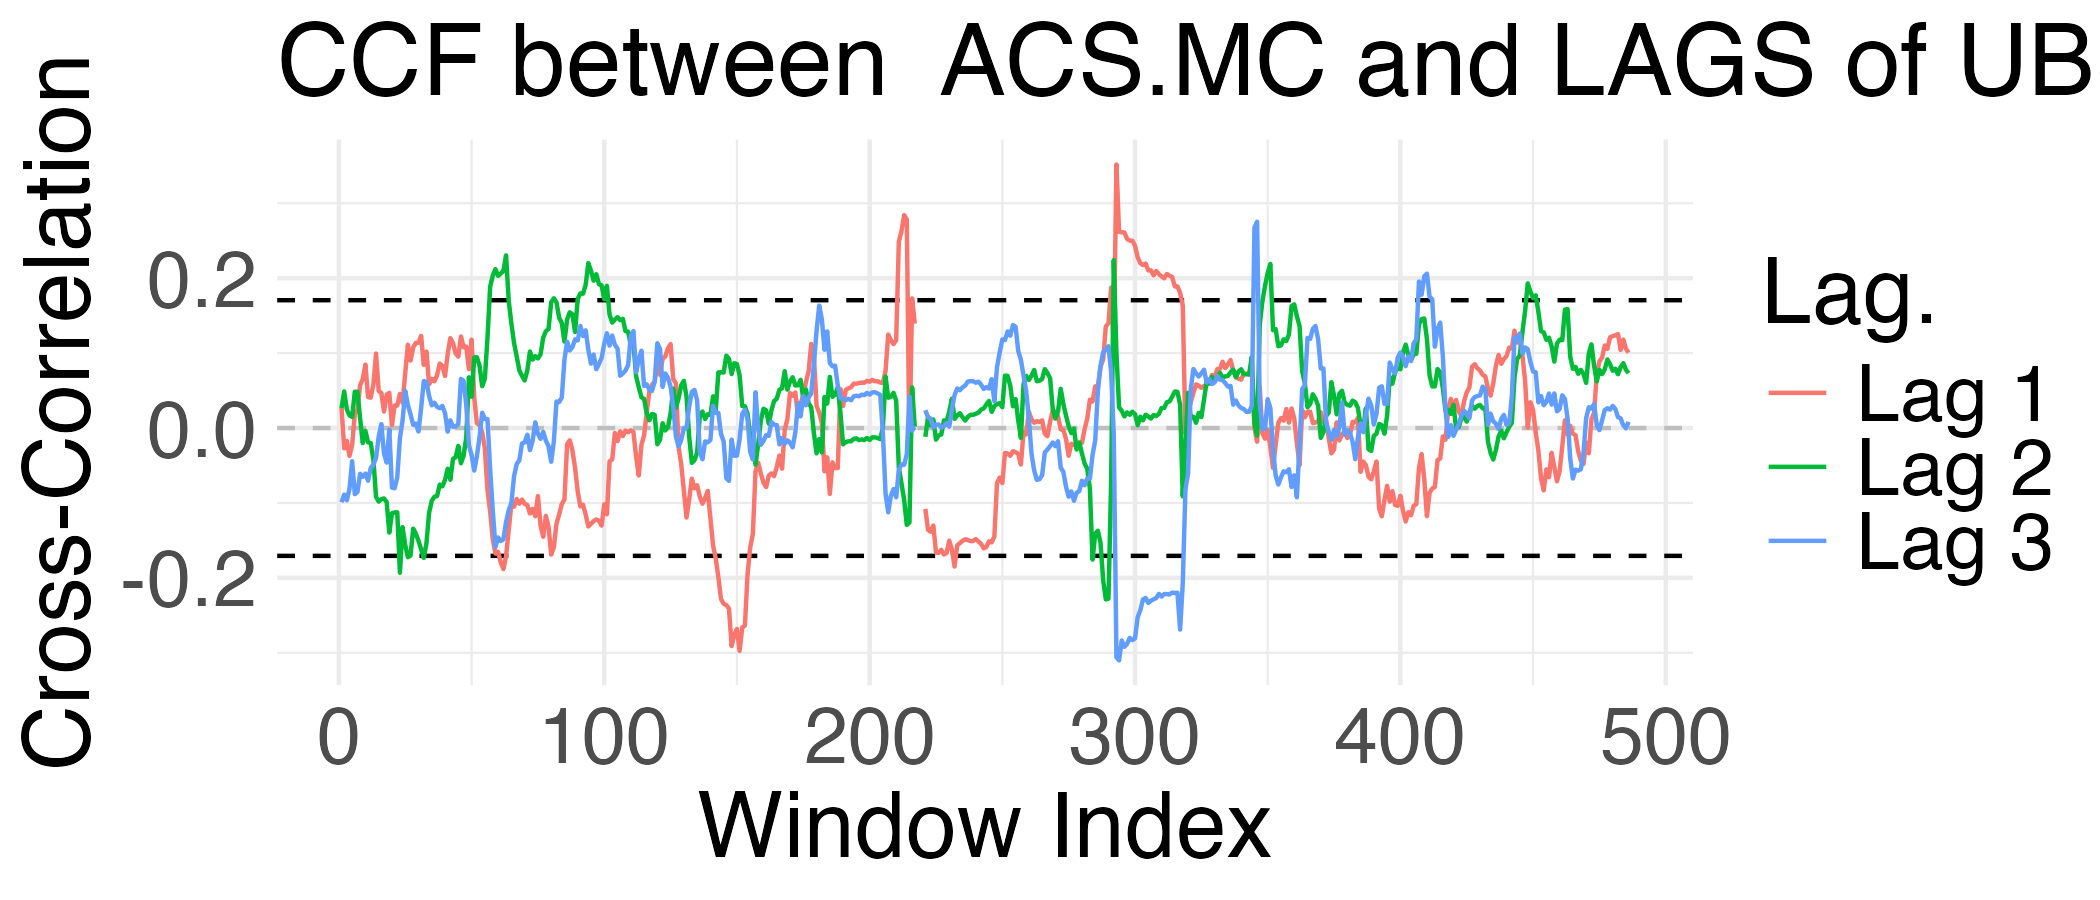 CCF between ACS.MC and LAGS of UB
Cross-Correlation
0.2
0.0
-0.2
0 100 200 300 400 500
Window Index
Lag.
Lag 1
Lag 2
Lag 3